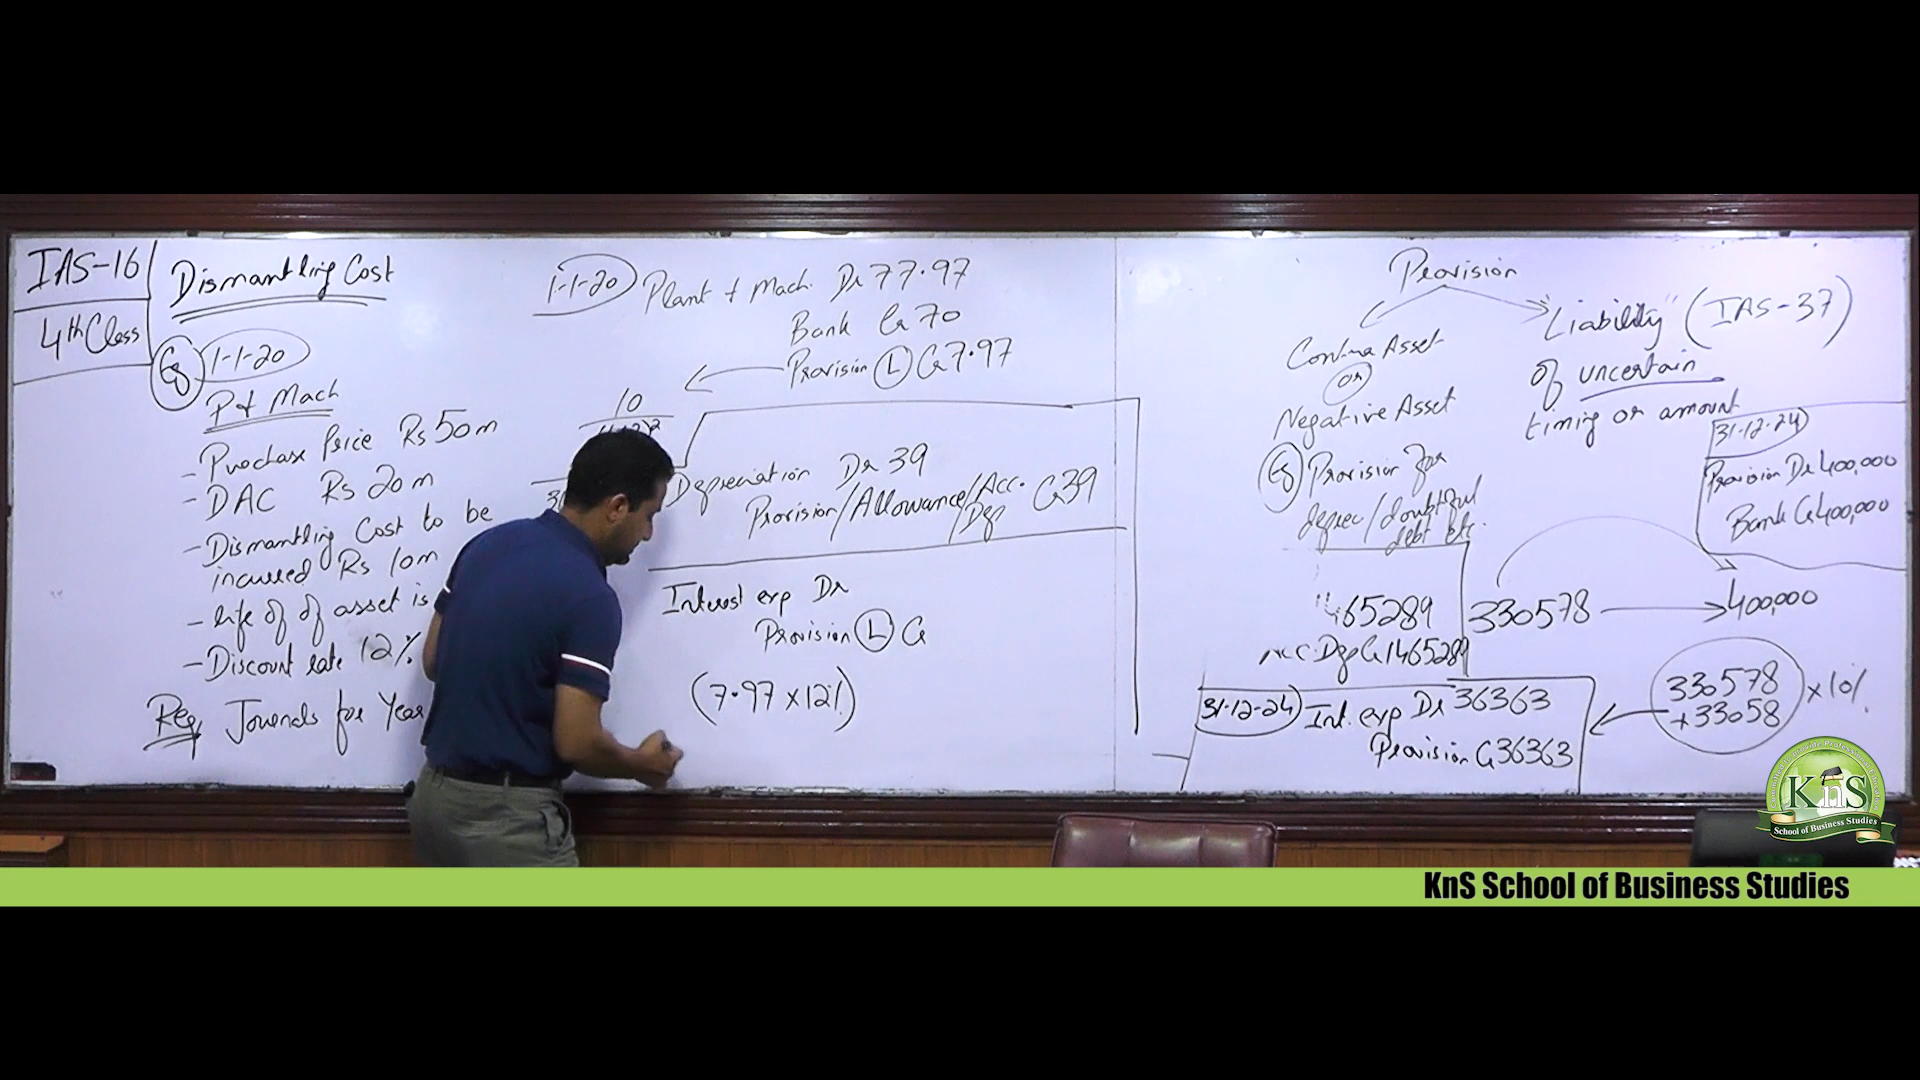 IAS-16
4th Class
Dismantling Cost
Eg 1-1-20
P & Mach
- Purchase Price Rs 50m
- DAC Rs 20m
- Dismantling Cost to be
incurred Rs 10m
- life of of asset is
- Discount rate 12%
Req Journals for Year
1-1-20 Plant & Mach. Dr 77.97
Bank Cr 70
Provision (L) Cr 7.97
10
Depreciation Dr 39
Provision/Allowance/Acc. Dep Cr 39
Interest exp Dr
Provision (L) Cr
(7.97 x 12%)
Provision
Contra Asset
or
Negative Asset
Eg Provision for
deprec/doubtful
debt etc.
"Liability" (IAS-37)
of uncertain
timing or amount
31-12-24
Provision Dr 400,000
Bank Cr 400,000
1465289
Acc. Dep Cr 1465289
330578 → 400,000
31-12-24 Int. exp Dr 36363
Provision Cr 36363
330578
+33058
x 10%
KnS
School of Business Studies
KnS School of Business Studies